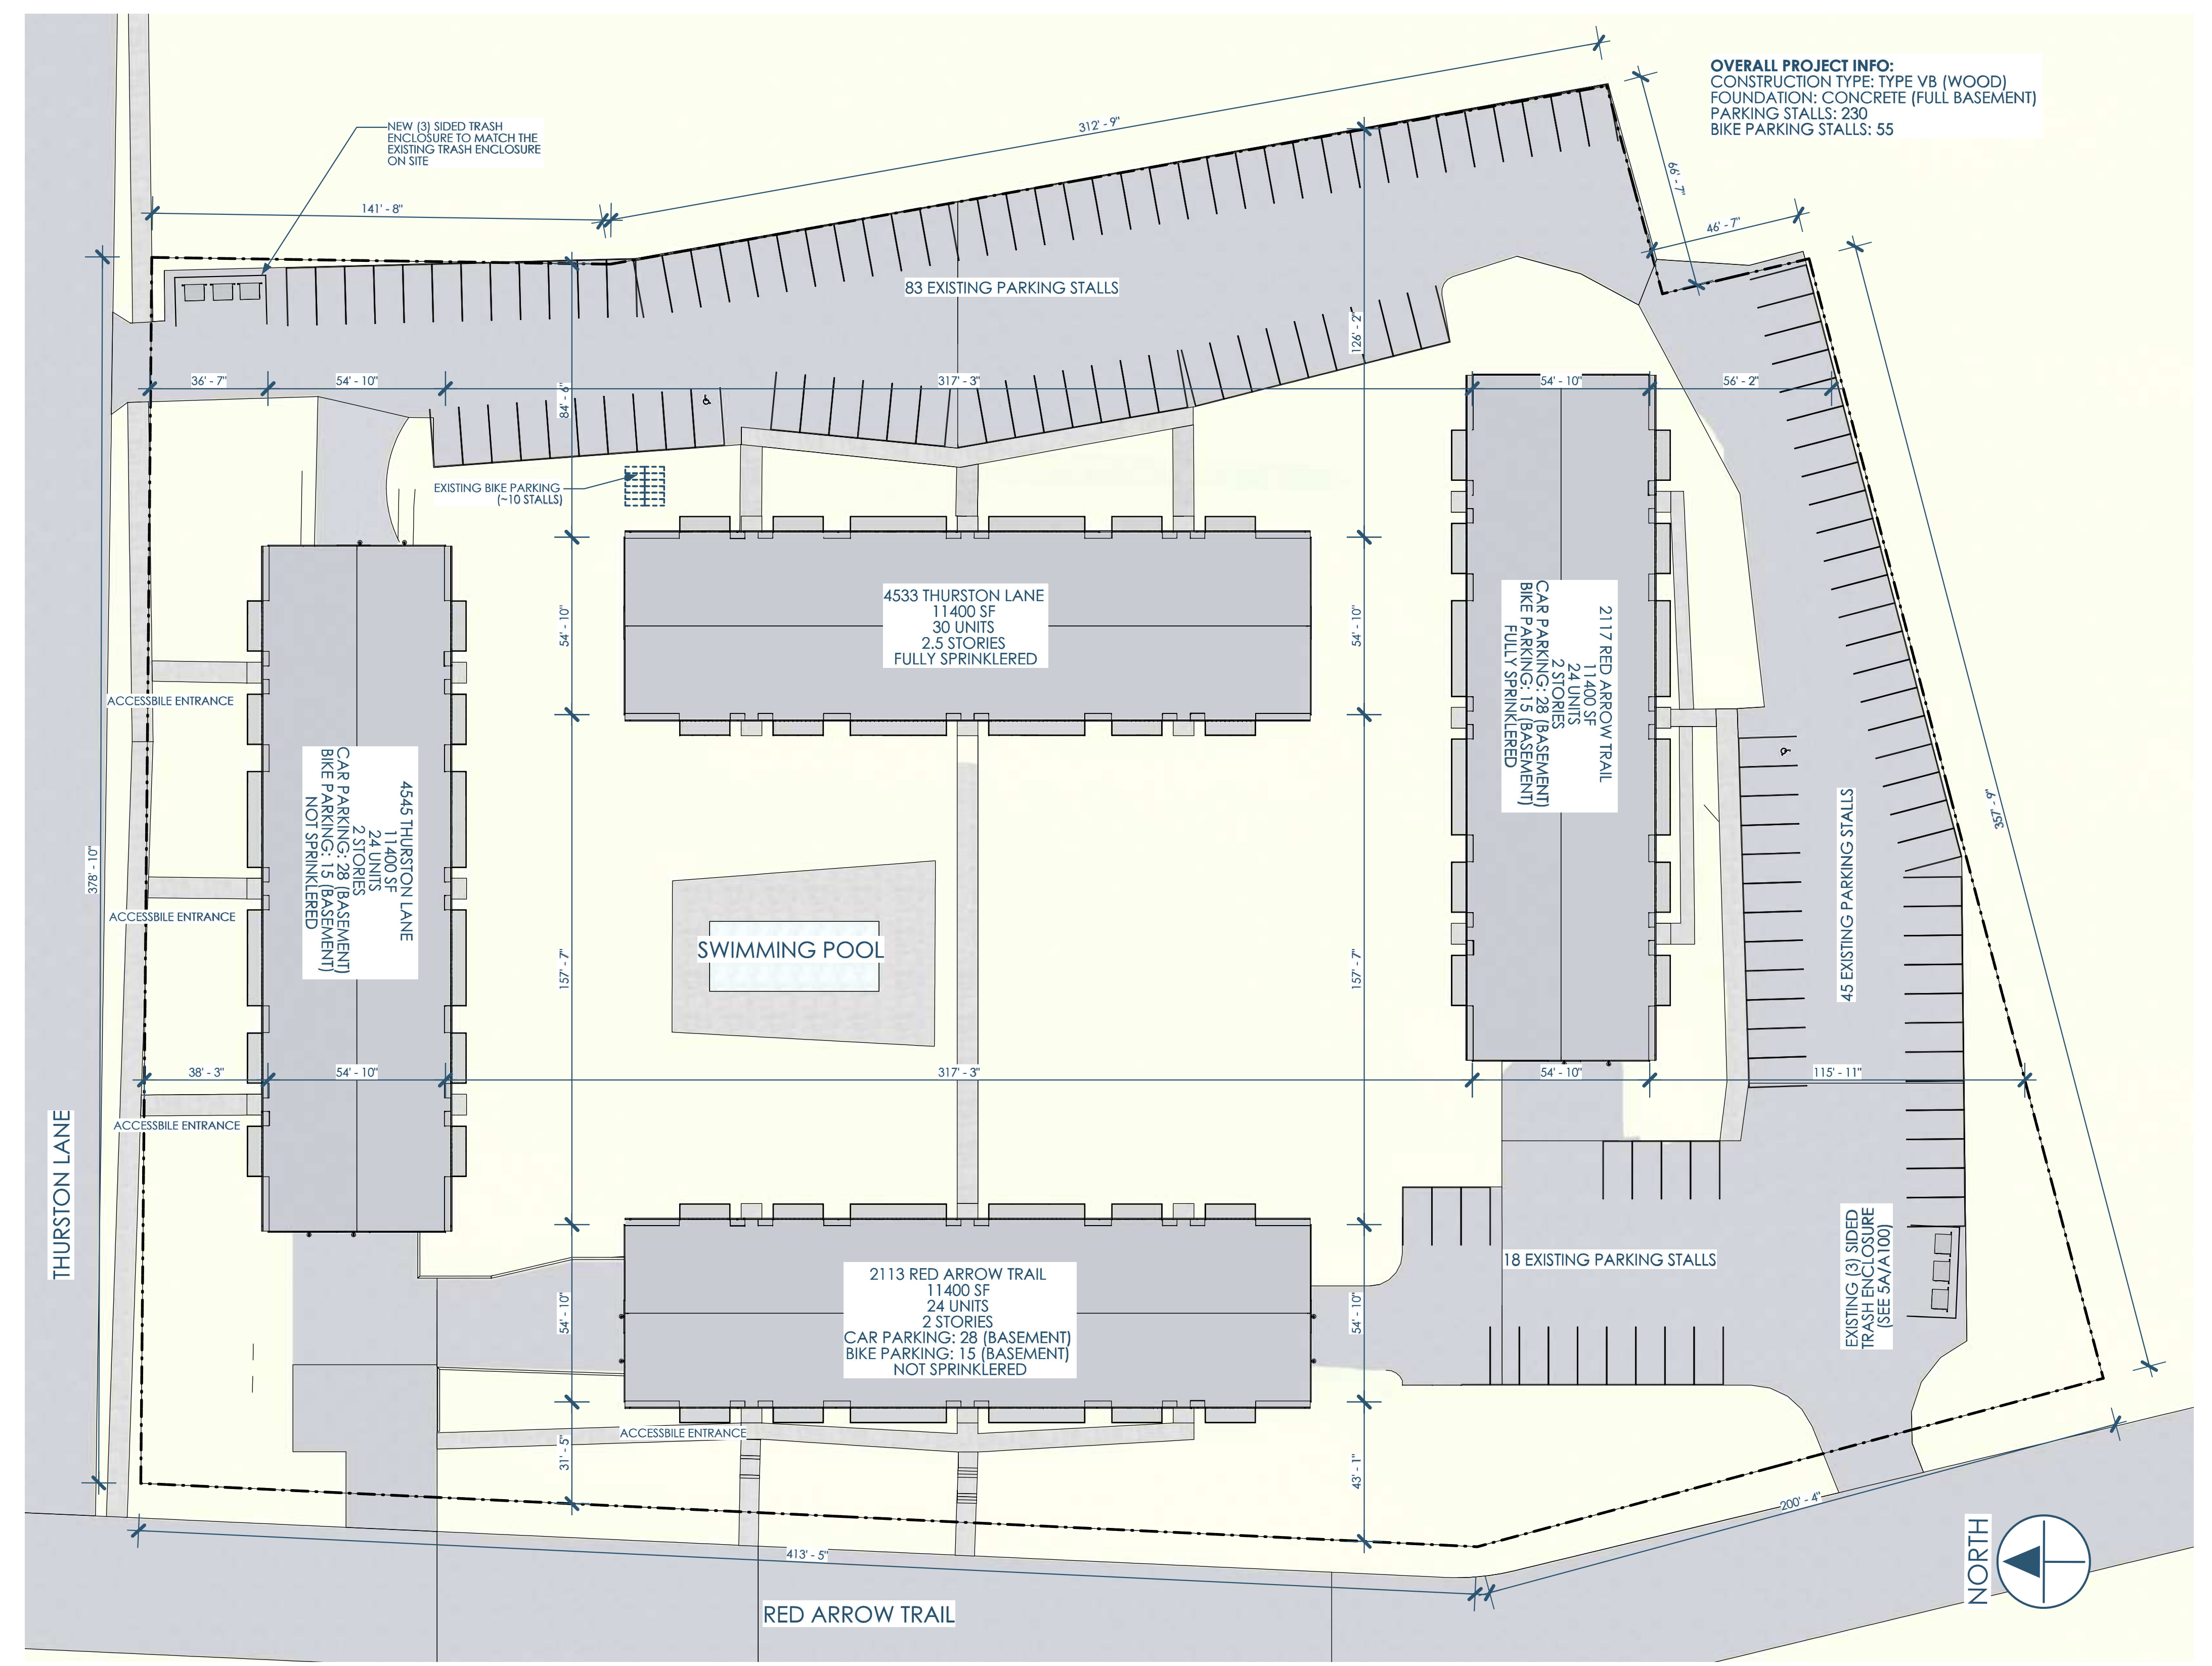 OVERALL PROJECT INFO:
CONSTRUCTION TYPE: TYPE VB (WOOD)
FOUNDATION: CONCRETE (FULL BASEMENT)
PARKING STALLS: 230
BIKE PARKING STALLS: 55
NEW (3) SIDED TRASH
ENCLOSURE TO MATCH THE
EXISTING TRASH ENCLOSURE
ON SITE
312' - 9"
66' - 7"
46' - 7"
141' - 8"
83 EXISTING PARKING STALLS
126' - 2"
36' - 7"
54' - 10"
84' - 6"
317' - 3"
54' - 10"
56' - 2"
EXISTING BIKE PARKING
(~10 STALLS)
4533 THURSTON LANE
11400 SF
30 UNITS
2.5 STORIES
FULLY SPRINKLERED
54' - 10"
54' - 10"
2117 RED ARROW TRAIL
11400 SF
24 UNITS
2 STORIES
CAR PARKING: 28 (BASEMENT)
BIKE PARKING: 15 (BASEMENT)
FULLY SPRINKLERED
ACCESSBILE ENTRANCE
4545 THURSTON LANE
11400 SF
24 UNITS
2 STORIES
CAR PARKING: 28 (BASEMENT)
BIKE PARKING: 15 (BASEMENT)
NOT SPRINKLERED
378' - 10"
ACCESSBILE ENTRANCE
SWIMMING POOL
157' - 7"
157' - 7"
45 EXISTING PARKING STALLS
357' - 9"
38' - 3"
54' - 10"
317' - 3"
54' - 10"
115' - 11"
ACCESSBILE ENTRANCE
THURSTON LANE
18 EXISTING PARKING STALLS
EXISTING (3) SIDED
TRASH ENCLOSURE
(SEE 5A/A100)
2113 RED ARROW TRAIL
11400 SF
24 UNITS
2 STORIES
CAR PARKING: 28 (BASEMENT)
BIKE PARKING: 15 (BASEMENT)
NOT SPRINKLERED
54' - 10"
54' - 10"
ACCESSBILE ENTRANCE
31' - 5"
43' - 1"
200' - 4"
413' - 5"
RED ARROW TRAIL
NORTH